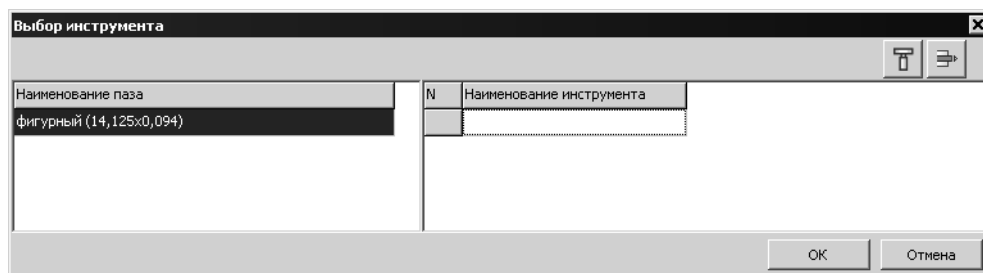 Выбор инструмента
Наименование паза
N Наименование инструмента
фигурный (14,125x0,094)
OK Отмена